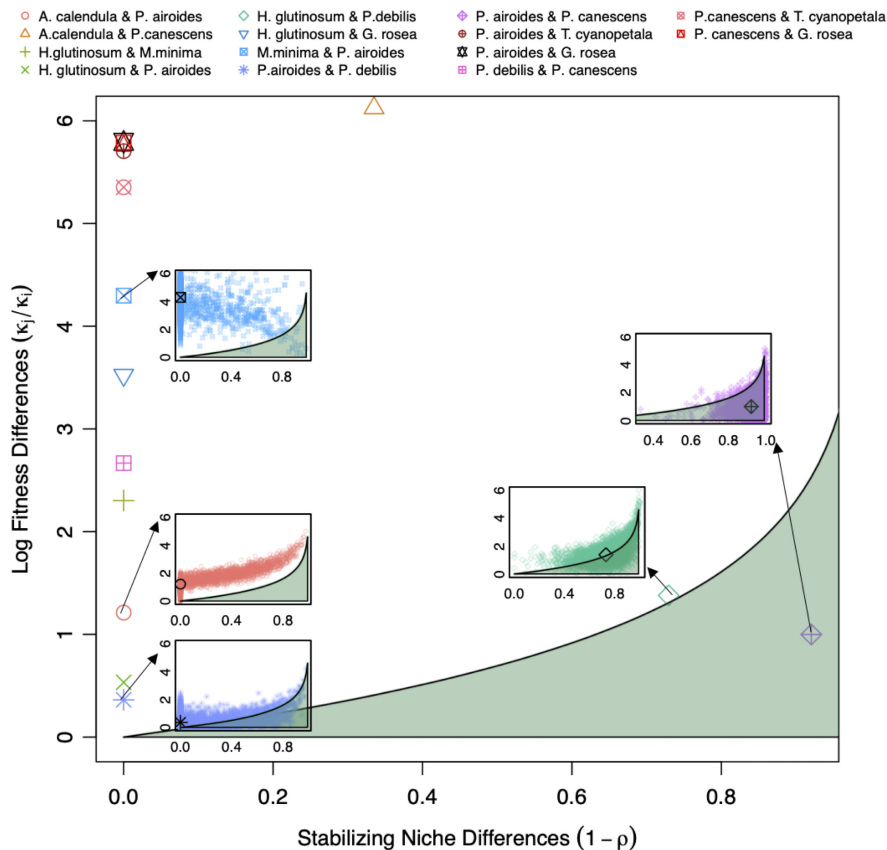 A. calendula & P. airoides
H. glutinosum & P.debilis
P. airoides & P. canescens
P.canescens & T. cyanopetala
A.calendula & P.canescens
H. glutinosum & G. rosea
P. airoides & T. cyanopetala
P. canescens & G. rosea
H.glutinosum & M.minima
M.minima & P. airoides
P. airoides & G. rosea
H. glutinosum & P. airoides
P.airoides & P. debilis
P. debilis & P. canescens
Log Fitness Differences (κj/κi)
6
5
4
3
2
1
0
6
4
2
0
0.0 0.4 0.8
6
4
2
0
0.4 0.6 0.8 1.0
6
4
2
0
0.0 0.4 0.8
6
4
2
0
0.0 0.4 0.8
6
4
2
0
0.0 0.4 0.8
0.0 0.2 0.4 0.6 0.8
Stabilizing Niche Differences (1 − ρ)